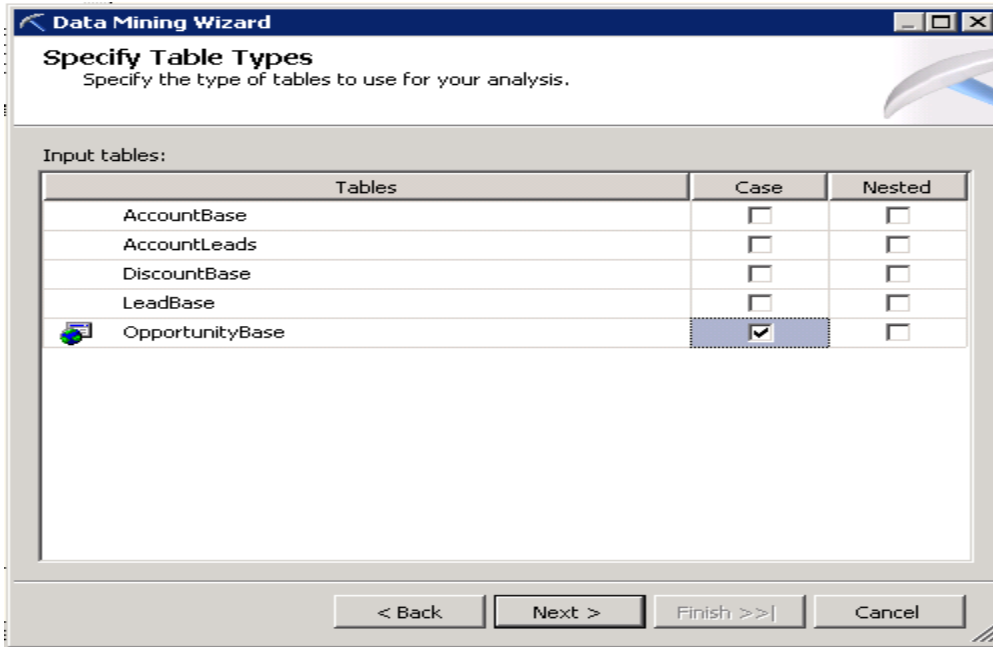 Data Mining Wizard
Specify Table Types
Specify the type of tables to use for your analysis.
Input tables:
Tables Case Nested
AccountBase
AccountLeads
DiscountBase
LeadBase
OpportunityBase
< Back Next > Finish >>| Cancel